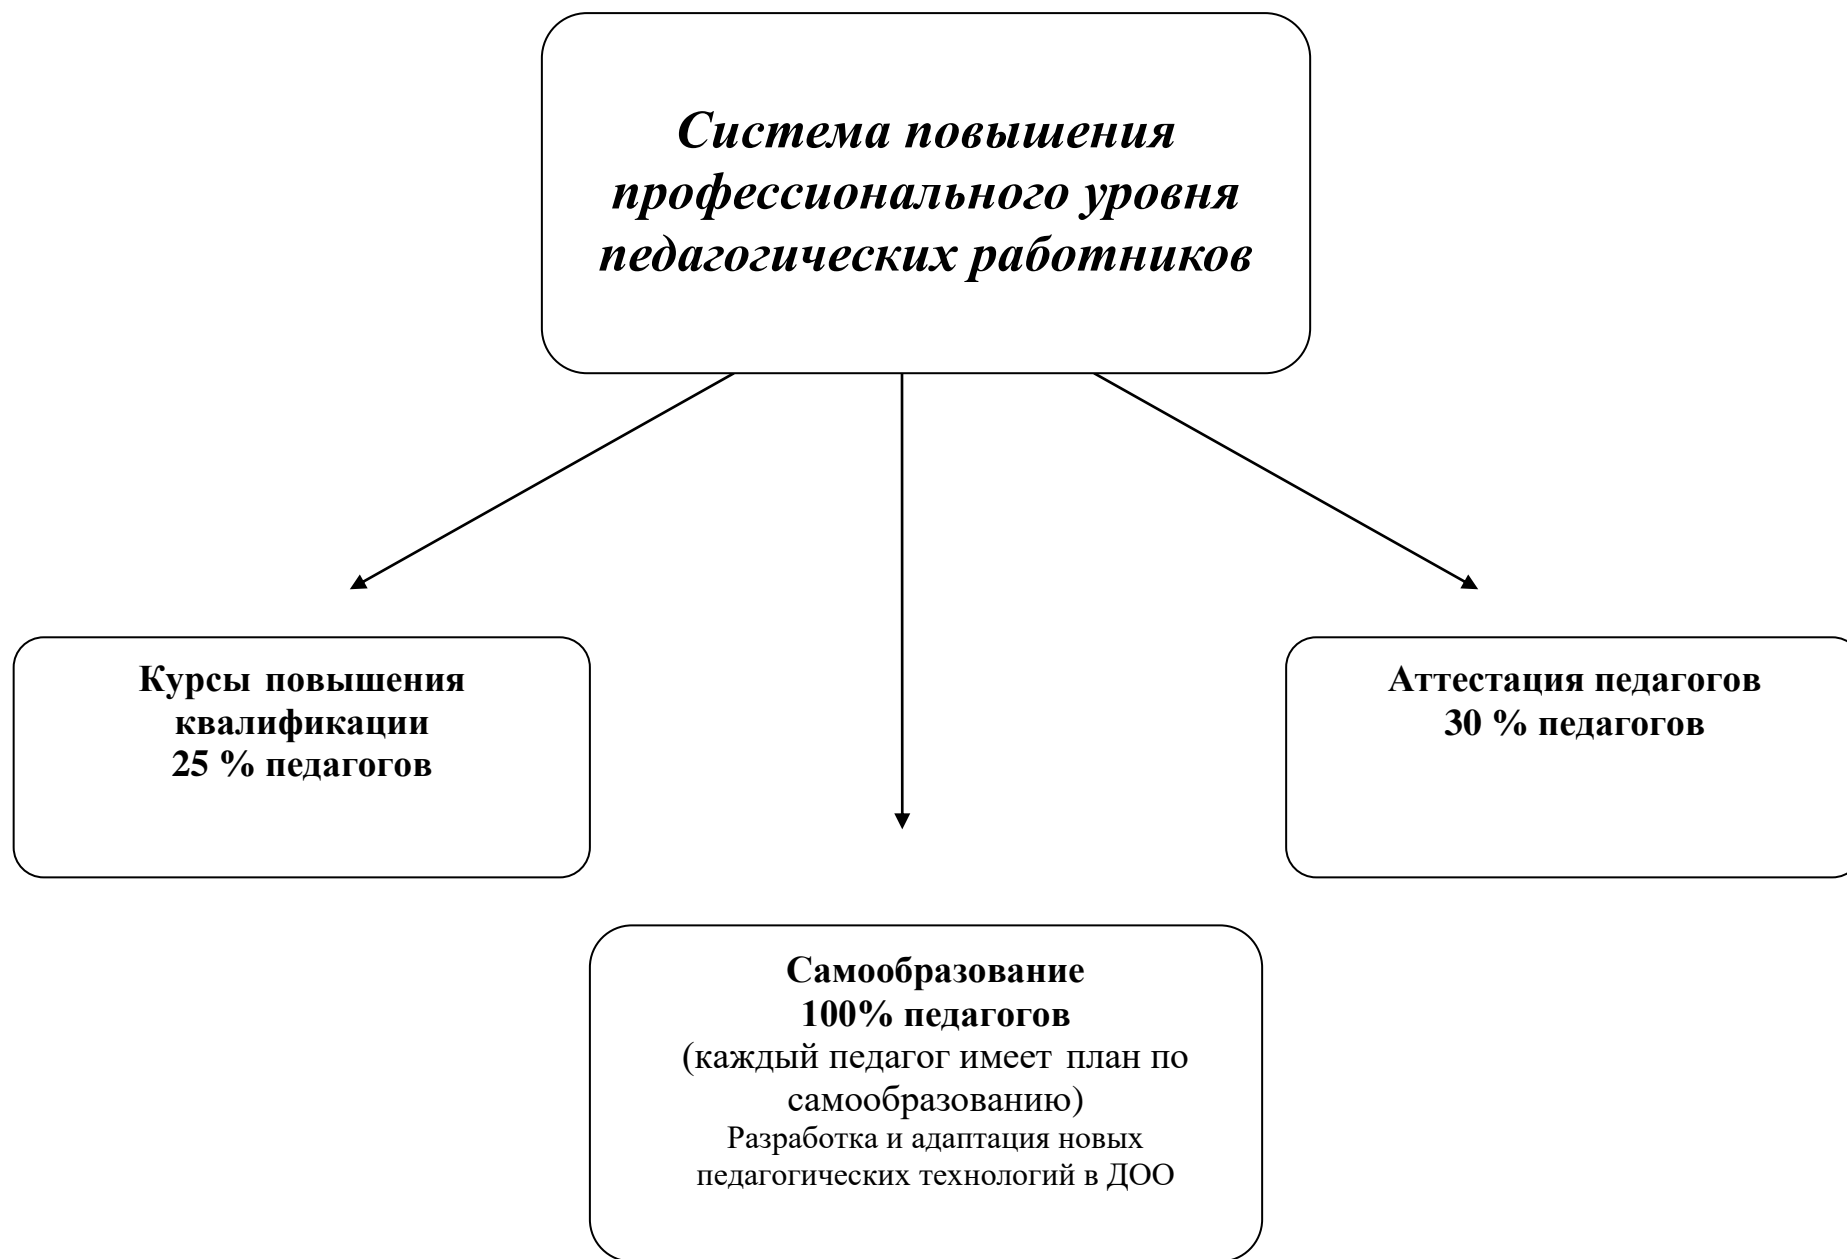 Система повышения
профессионального уровня
педагогических работников
Курсы повышения
квалификации
25 % педагогов
Аттестация педагогов
30 % педагогов
Самообразование
100% педагогов
(каждый педагог имеет план по
самообразованию)
Разработка и адаптация новых
педагогических технологий в ДОО